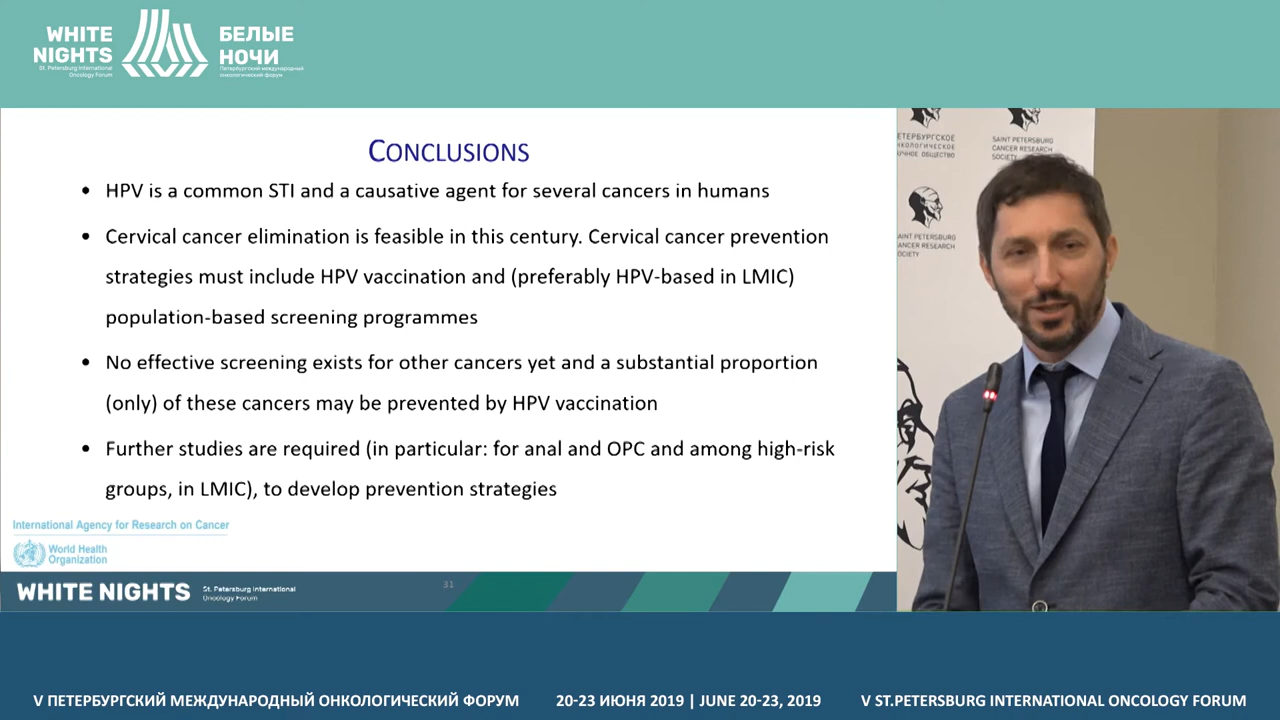 WHITE
NIGHTS
St. Petersburg International
Oncology Forum
БЕЛЫЕ
НОЧИ
Петербургский международный
онкологический форум
CONCLUSIONS
• HPV is a common STI and a causative agent for several cancers in humans
• Cervical cancer elimination is feasible in this century. Cervical cancer prevention
strategies must include HPV vaccination and (preferably HPV-based in LMIC)
population-based screening programmes
• No effective screening exists for other cancers yet and a substantial proportion
(only) of these cancers may be prevented by HPV vaccination
• Further studies are required (in particular: for anal and OPC and among high-risk
groups, in LMIC), to develop prevention strategies
International Agency for Research on Cancer
World Health
Organization
WHITE NIGHTS
St. Petersburg International
Oncology Forum
31
SAINT PETERSBURG
CANCER RESEARCH
SOCIETY
V ПЕТЕРБУРГСКИЙ МЕЖДУНАРОДНЫЙ ОНКОЛОГИЧЕСКИЙ ФОРУМ
20-23 ИЮНЯ 2019 | JUNE 20-23, 2019
V ST.PETERSBURG INTERNATIONAL ONCOLOGY FORUM